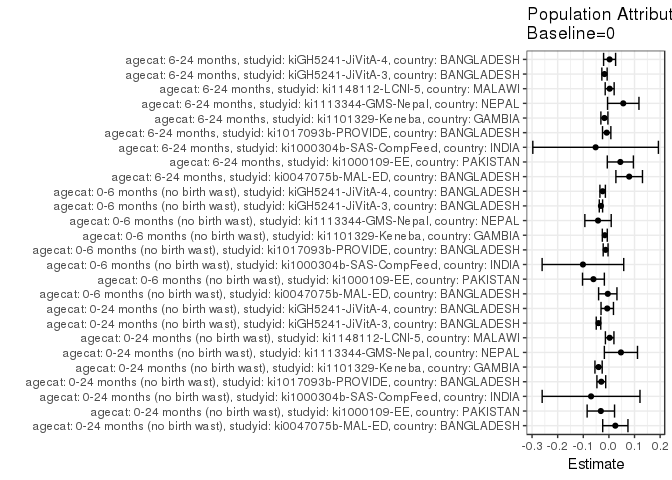 Population Attribut
Baseline=0
agecat: 6-24 months, studyid: kiGH5241-JiVitA-4, country: BANGLADESH
agecat: 6-24 months, studyid: kiGH5241-JiVitA-3, country: BANGLADESH
agecat: 6-24 months, studyid: ki1148112-LCNI-5, country: MALAWI
agecat: 6-24 months, studyid: ki1113344-GMS-Nepal, country: NEPAL
agecat: 6-24 months, studyid: ki1101329-Keneba, country: GAMBIA
agecat: 6-24 months, studyid: ki1017093b-PROVIDE, country: BANGLADESH
agecat: 6-24 months, studyid: ki1000304b-SAS-CompFeed, country: INDIA
agecat: 6-24 months, studyid: ki1000109-EE, country: PAKISTAN
agecat: 6-24 months, studyid: ki0047075b-MAL-ED, country: BANGLADESH
agecat: 0-6 months (no birth wast), studyid: kiGH5241-JiVitA-4, country: BANGLADESH
agecat: 0-6 months (no birth wast), studyid: kiGH5241-JiVitA-3, country: BANGLADESH
agecat: 0-6 months (no birth wast), studyid: ki1113344-GMS-Nepal, country: NEPAL
agecat: 0-6 months (no birth wast), studyid: ki1101329-Keneba, country: GAMBIA
agecat: 0-6 months (no birth wast), studyid: ki1017093b-PROVIDE, country: BANGLADESH
agecat: 0-6 months (no birth wast), studyid: ki1000304b-SAS-CompFeed, country: INDIA
agecat: 0-6 months (no birth wast), studyid: ki1000109-EE, country: PAKISTAN
agecat: 0-6 months (no birth wast), studyid: ki0047075b-MAL-ED, country: BANGLADESH
agecat: 0-24 months (no birth wast), studyid: kiGH5241-JiVitA-4, country: BANGLADESH
agecat: 0-24 months (no birth wast), studyid: kiGH5241-JiVitA-3, country: BANGLADESH
agecat: 0-24 months (no birth wast), studyid: ki1148112-LCNI-5, country: MALAWI
agecat: 0-24 months (no birth wast), studyid: ki1113344-GMS-Nepal, country: NEPAL
agecat: 0-24 months (no birth wast), studyid: ki1101329-Keneba, country: GAMBIA
agecat: 0-24 months (no birth wast), studyid: ki1017093b-PROVIDE, country: BANGLADESH
agecat: 0-24 months (no birth wast), studyid: ki1000304b-SAS-CompFeed, country: INDIA
agecat: 0-24 months (no birth wast), studyid: ki1000109-EE, country: PAKISTAN
agecat: 0-24 months (no birth wast), studyid: ki0047075b-MAL-ED, country: BANGLADESH
-0.3 -0.2 -0.1 0.0 0.1 0.2
Estimate